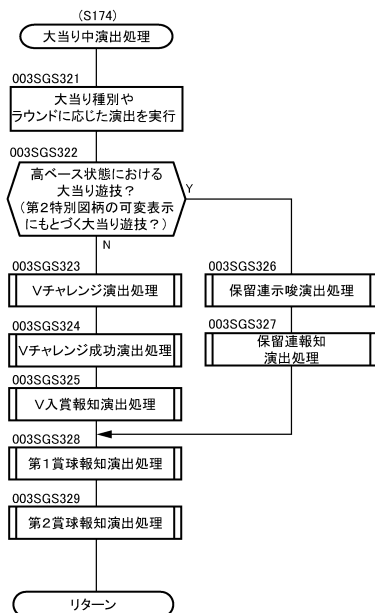 (S174)
大当り中演出処理
003SGS321
大当り種別や
ラウンドに応じた演出を実行
003SGS322
高ベース状態における
大当り遊技？
（第２特別図柄の可変表示
にもとづく大当り遊技？）
Y
N
003SGS323
Ｖチャレンジ演出処理
003SGS326
保留連示唆演出処理
003SGS324
Ｖチャレンジ成功演出処理
003SGS327
保留連報知
演出処理
003SGS325
Ｖ入賞報知演出処理
003SGS328
第１賞球報知演出処理
003SGS329
第２賞球報知演出処理
リターン